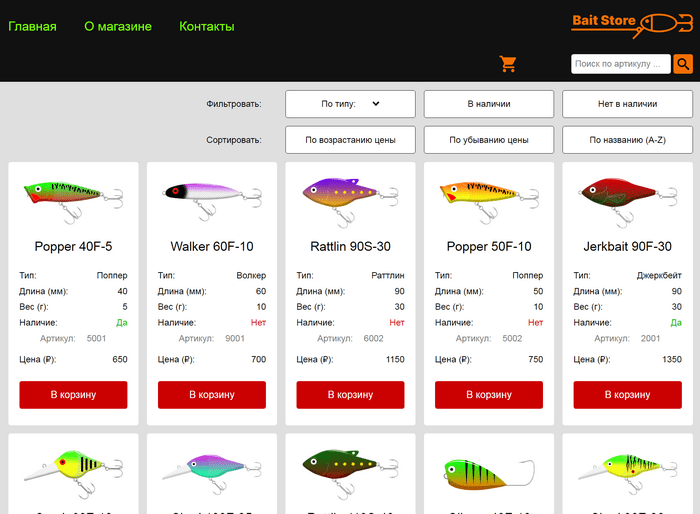 Главная О магазине Контакты
Bait Store
Поиск по артикулу ...
Фильтровать: По типу: В наличии Нет в наличии
Сортировать: По возрастанию цены По убыванию цены По названию (A-Z)
Popper 40F-5 Walker 60F-10 Rattlin 90S-30 Popper 50F-10 Jerkbait 90F-30
Тип: Поппер Тип: Волкер Тип: Раттлин Тип: Поппер Тип: Джеркбейт
Длина (мм): 40 Длина (мм): 60 Длина (мм): 90 Длина (мм): 50 Длина (мм): 90
Вес (г): 5 Вес (г): 10 Вес (г): 30 Вес (г): 10 Вес (г): 30
Наличие: Да Наличие: Нет Наличие: Нет Наличие: Нет Наличие: Да
Артикул: 5001 Артикул: 9001 Артикул: 6002 Артикул: 5002 Артикул: 2001
Цена (₽): 650 Цена (₽): 700 Цена (₽): 1150 Цена (₽): 750 Цена (₽): 1350
В корзину В корзину В корзину В корзину В корзину